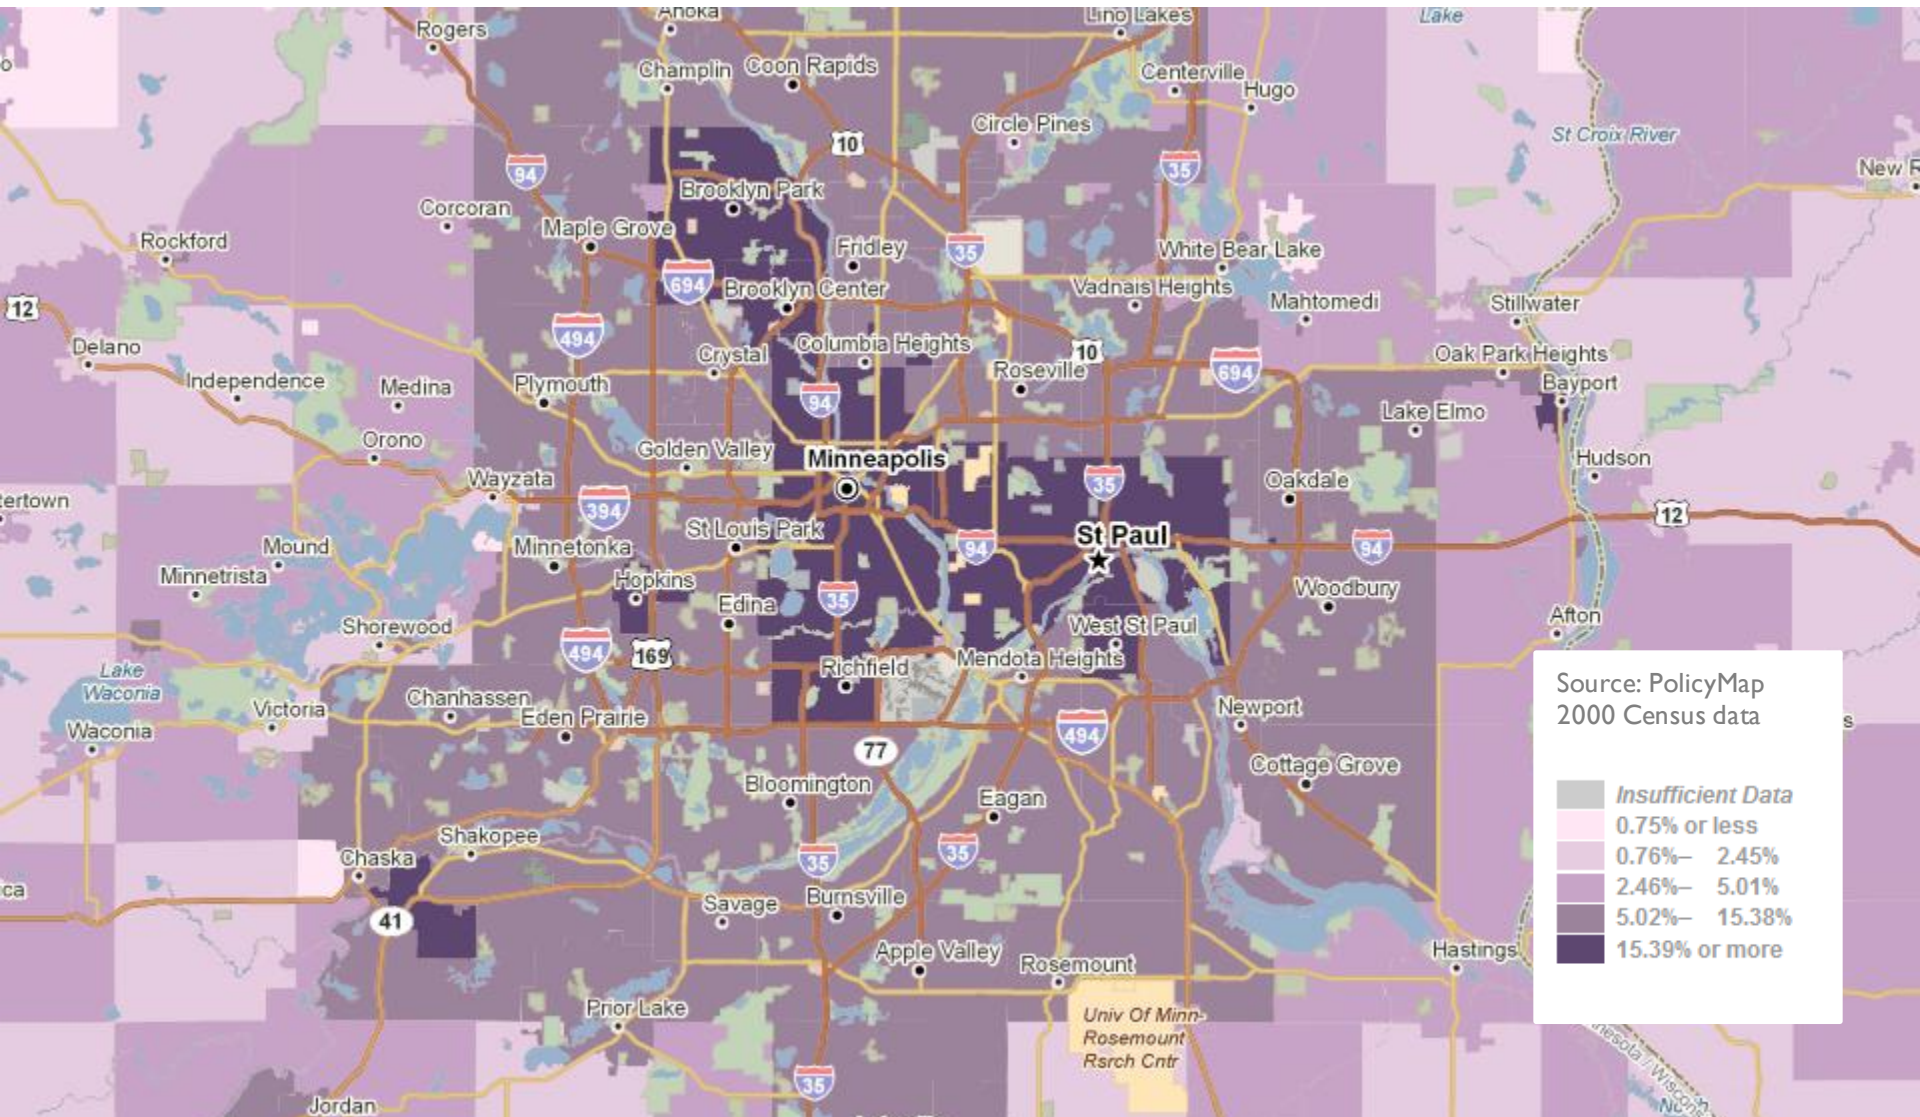 Anoka
Lino Lakes
Lake
Rogers
Champlin
Coon Rapids
Centerville
Hugo
Circle Pines
St Croix River
10
94
35
New R
Brooklyn Park
Corcoran
Maple Grove
Rockford
Fridley
35
White Bear Lake
694
Brooklyn Center
Vadnais Heights
Mahtomedi
Stillwater
12
494
Delano
Crystal
Columbia Heights
10
Oak Park Heights
Independence
Medina
Plymouth
Roseville
694
Bayport
94
Lake Elmo
Orono
Golden Valley
Minneapolis
Hudson
Wayzata
35
Oakdale
tertown
394
12
St Louis Park
St Paul
Mound
Minnetonka
94
94
Minnetrista
Hopkins
Woodbury
Edina
35
Shorewood
West St Paul
Afton
494
169
Richfield
Mendota Heights
Lake
Waconia
Chanhassen
Victoria
Eden Prairie
Newport
Waconia
494
77
Cottage Grove
Bloomington
Eagan
Shakopee
Chaska
35
35
ca
Savage
Burnsville
41
Apple Valley
Rosemount
Hastings
Prior Lake
Univ Of Minn-
Rosemount
Rsrch Cntr
35
Jordan
nesota / Wiscons
Source: PolicyMap
2000 Census data
s
Insufficient Data
0.75% or less
0.76%– 2.45%
2.46%– 5.01%
5.02%– 15.38%
15.39% or more